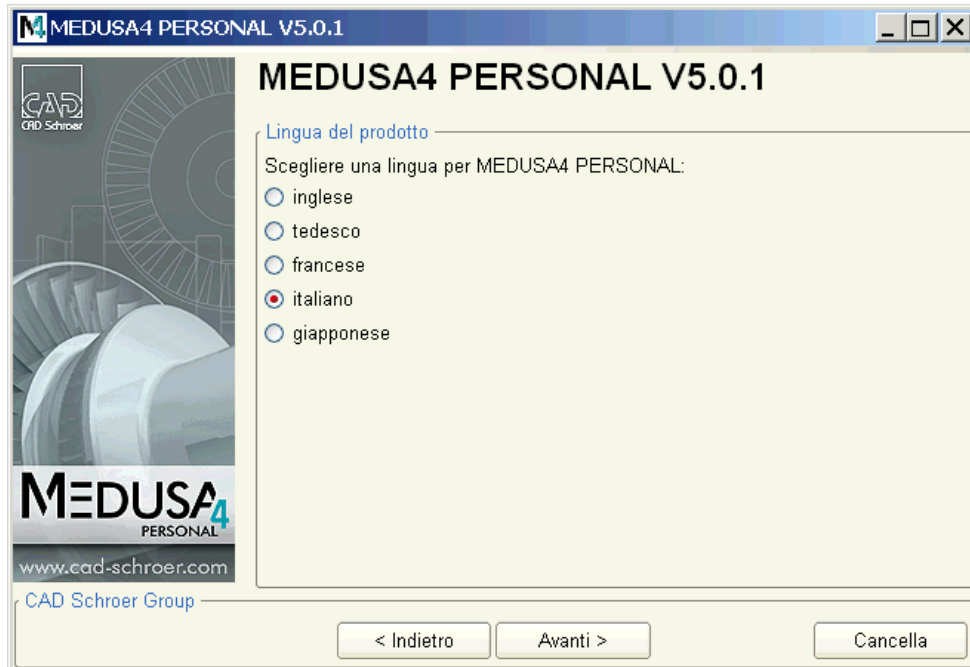 MEDUSA4 PERSONAL V5.0.1
CAD
CAD Schroer
MEDUSA4 PERSONAL V5.0.1
Lingua del prodotto
Scegliere una lingua per MEDUSA4 PERSONAL:
inglese
tedesco
francese
italiano
giapponese
MEDUSA4
PERSONAL
www.cad-schroer.com
CAD Schroer Group
< Indietro
Avanti >
Cancella